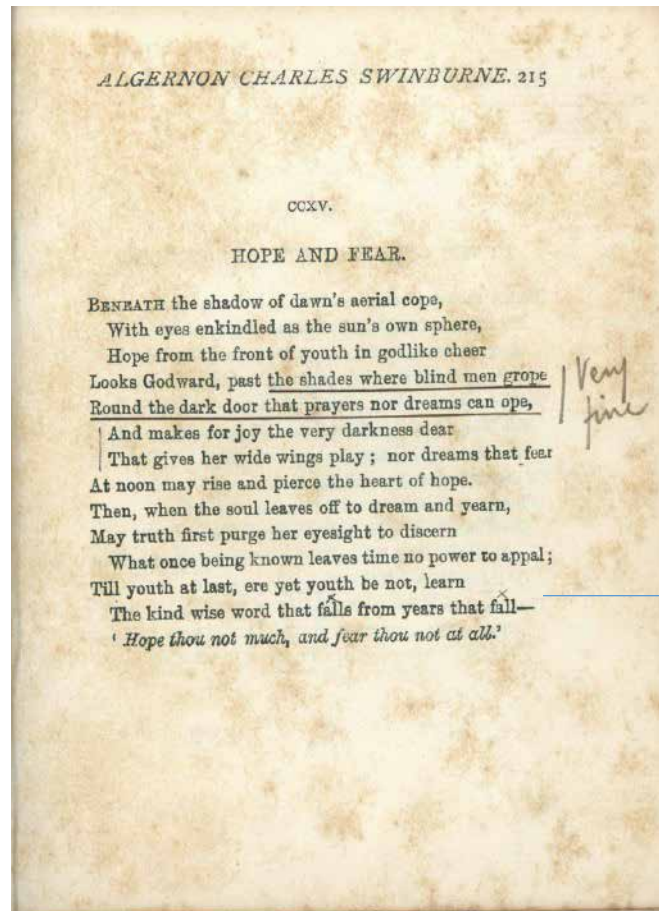 ALGERNON CHARLES SWINBURNE. 215
CCXV.
HOPE AND FEAR.
BENEATH the shadow of dawn's aerial cope,
With eyes enkindled as the sun's own sphere,
Hope from the front of youth in godlike cheer
Looks Godward, past the shades where blind men grope
Round the dark door that prayers nor dreams can ope,
Very
fine
And makes for joy the very darkness dear
That gives her wide wings play ; nor dreams that fear
At noon may rise and pierce the heart of hope.
Then, when the soul leaves off to dream and yearn,
May truth first purge her eyesight to discern
What once being known leaves time no power to appal ;
Till youth at last, ere yet youth be not, learn
The kind wise word that falls from years that fall—
‘ Hope thou not much, and fear thou not at all.’